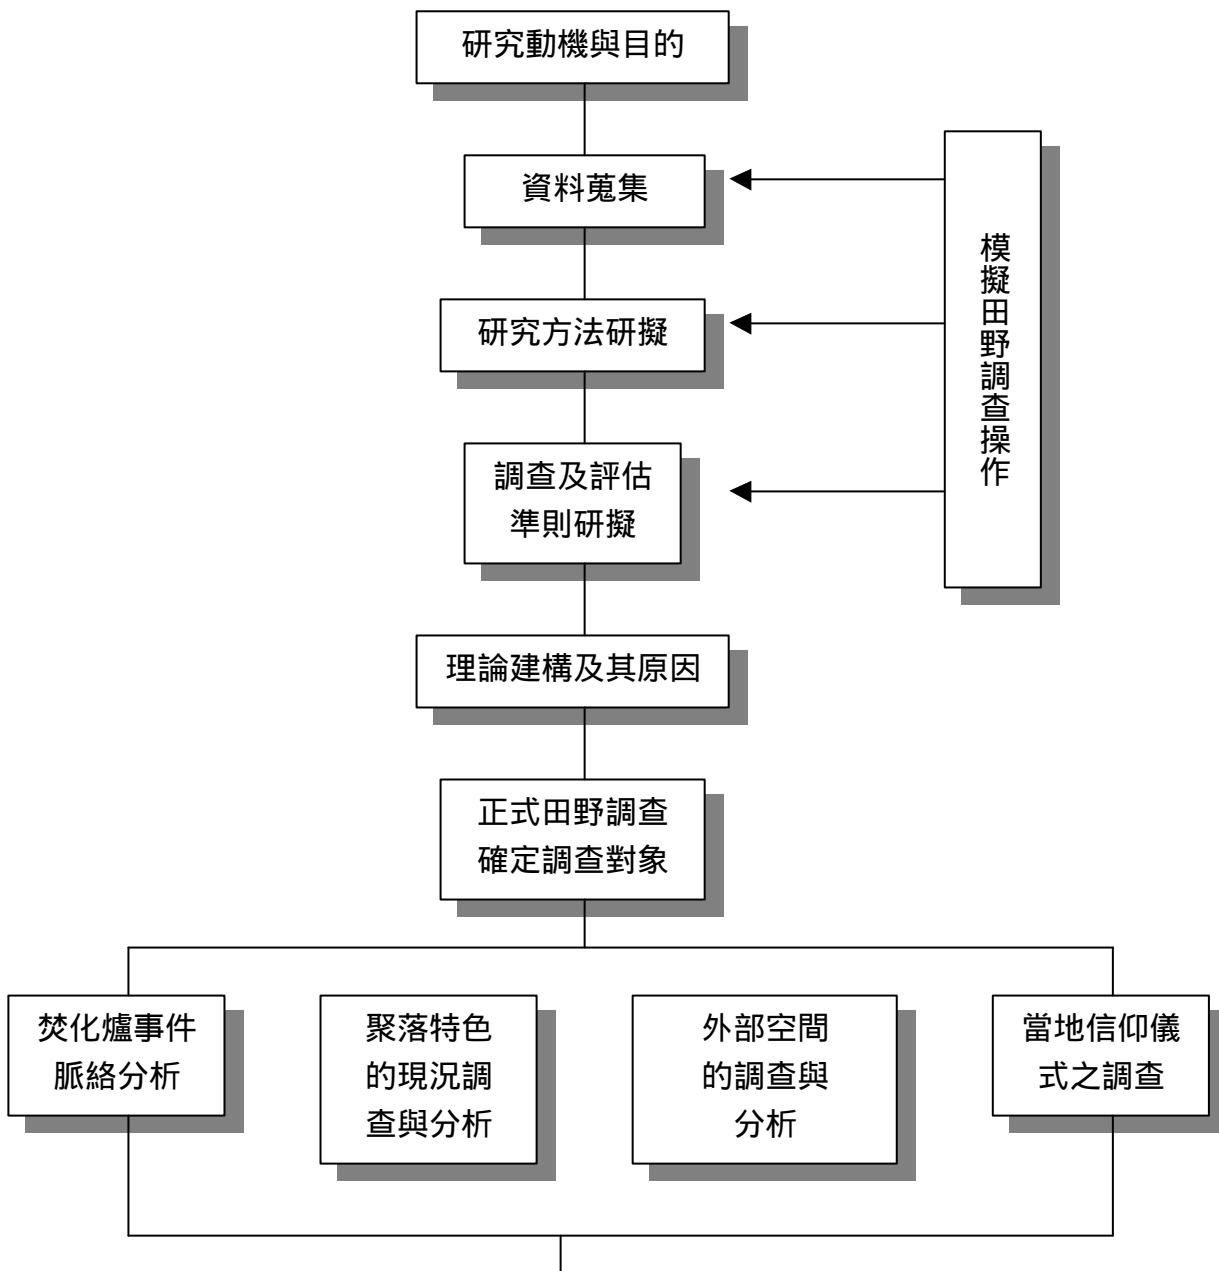 研究動機與目的
資料蒐集
研究方法研擬
調查及評估
準則研擬
模擬田野調查操作
理論建構及其原因
正式田野調查
確定調查對象
焚化爐事件
脈絡分析
聚落特色
的現況調
查與分析
外部空間
的調查與
分析
當地信仰儀
式之調查